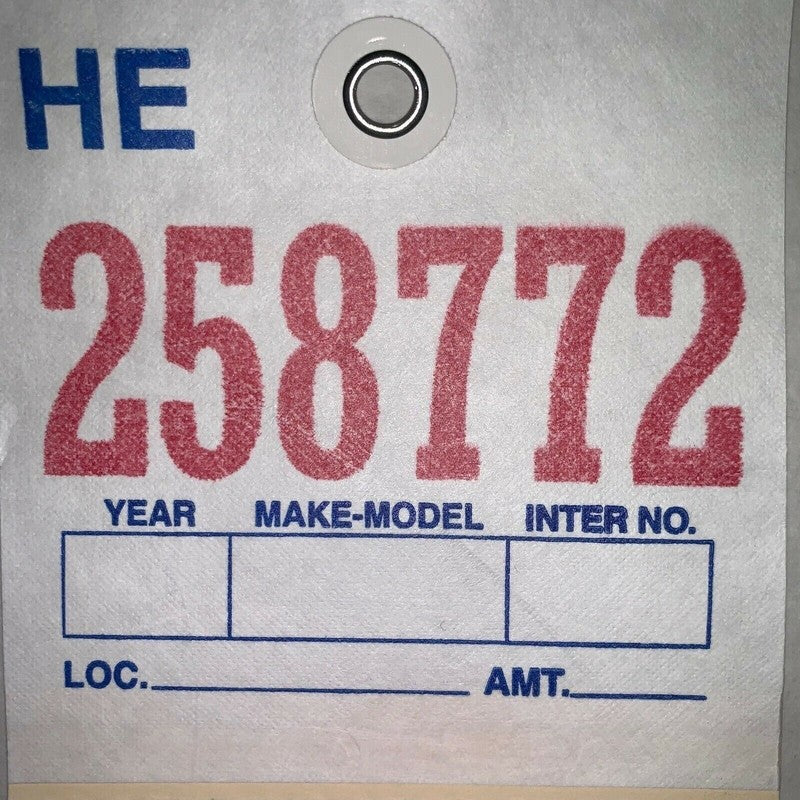 HE
258772
YEAR MAKE-MODEL INTER NO.
LOC. AMT.